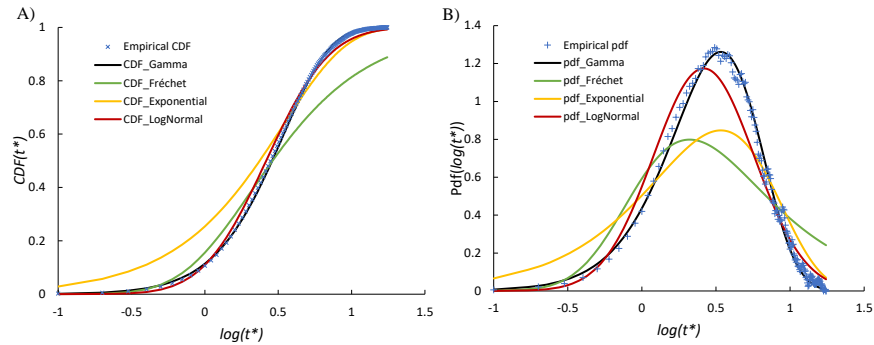 A)
Empirical CDF
CDF_Gamma
CDF_Fréchet
CDF_Exponential
CDF_LogNormal
CDF(t*)
1
0.8
0.6
0.4
0.2
0
-1
-0.5
0
0.5
1
1.5
log(t*)
B)
Empirical pdf
pdf_Gamma
pdf_Fréchet
pdf_Exponential
pdf_LogNormal
Pdf(log(t*))
1.4
1.2
1
0.8
0.6
0.4
0.2
0
-1
-0.5
0
0.5
1
1.5
log(t*)